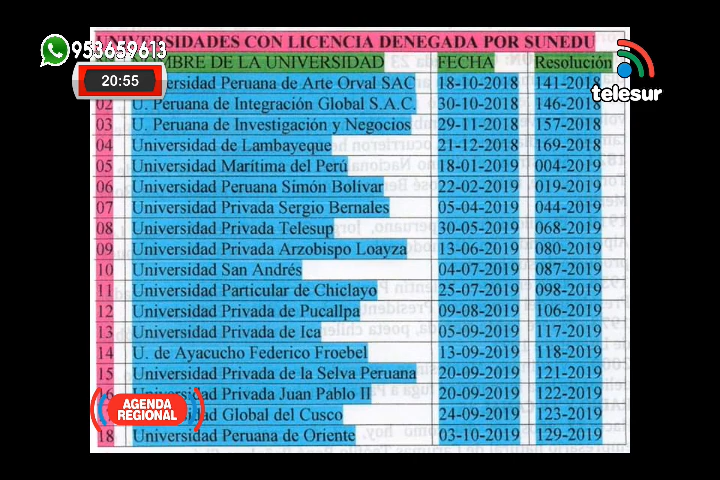 953659613
20:55
UNIVERSIDADES CON LICENCIA DENEGADA POR SUNEDU
DE LA UNIVERSIDAD FECHA Resolución
telesur
Peruana de Arte Orval SAC 18-10-2018 141-2018
02 U. Peruana de Integración Global S.A.C. 30-10-2018 146-2018
03 U. Peruana de Investigación y Negocios 29-11-2018 157-2018
04 Universidad de Lambayeque 21-12-2018 169-2018
05 Universidad Marítima del Perú 18-01-2019 004-2019
06 Universidad Peruana Simón Bolívar 22-02-2019 019-2019
07 Universidad Privada Sergio Bernales 05-04-2019 044-2019
08 Universidad Privada Telesup 30-05-2019 068-2019
09 Universidad Privada Arzobispo Loayza 13-06-2019 080-2019
10 Universidad San Andrés 04-07-2019 087-2019
11 Universidad Particular de Chiclayo 25-07-2019 098-2019
12 Universidad Privada de Pucallpa 09-08-2019 106-2019
13 Universidad Privada de Ica 05-09-2019 117-2019
14 U. de Ayacucho Federico Froebel 13-09-2019 118-2019
15 Universidad Privada de la Selva Peruana 20-09-2019 121-2019
Universidad Privada Juan Pablo II 20-09-2019 122-2019
Global del Cusco 24-09-2019 123-2019
18 Universidad Peruana de Oriente 03-10-2019 129-2019
AGENDA
REGIONAL